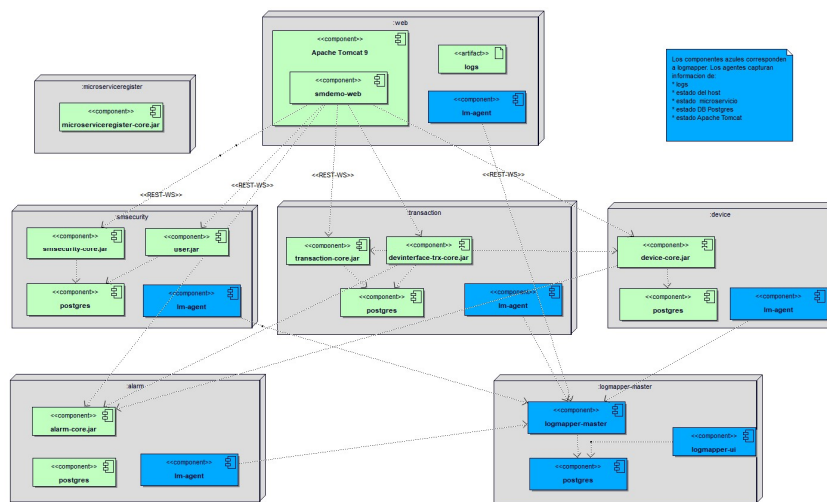 :web
<<component>>
Apache Tomcat 9
<<component>>
smdemo-web
<<artifact>>
logs
<<component>>
lm-agent
Los componentes azules corresponden
a logmapper. Los agentes capturan
informacion de:
* logs
* estado del host
* estado microservicio
* estado DB Postgres
* estado Apache Tomcat
:microserviceregister
<<component>>
microserviceregister-core.jar
<<REST-WS>>
<<REST-WS>>
<<REST-WS>>
<<REST-WS>>
:smsecurity
<<component>>
smsecurity-core.jar
<<component>>
user.jar
<<component>>
postgres
<<component>>
lm-agent
:transaction
<<component>>
transaction-core.jar
<<component>>
devinterface-trx-core.jar
<<component>>
postgres
<<component>>
lm-agent
:device
<<component>>
device-core.jar
<<component>>
postgres
<<component>>
lm-agent
:alarm
<<component>>
alarm-core.jar
<<component>>
postgres
<<component>>
lm-agent
:logmapper-master
<<component>>
logmapper-master
<<component>>
logmapper-ui
<<component>>
postgres